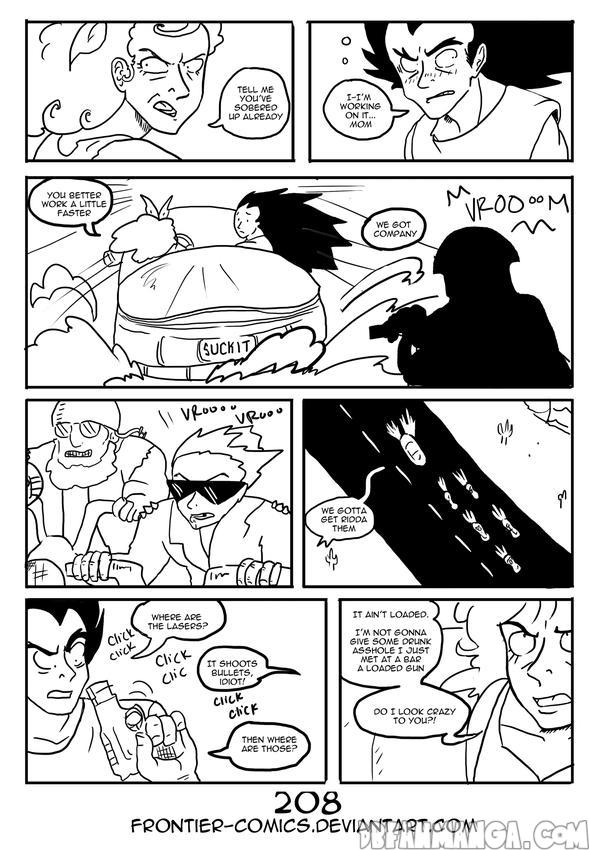 TELL ME
YOU'VE
SOBERED
UP ALREADY
I-I'M
WORKING
ON IT...
MOM
YOU BETTER
WORK A LITTLE
FASTER
WE GOT
COMPANY
VROOOOM
SUCKIT
VROOOO
VROOO
WE GOTTA
GET RIDDA
THEM
WHERE ARE
THE LASERS?
CLICK
CLICK
CLICK
CLIC
IT SHOOTS
BULLETS,
IDIOT!
CLICK
CLICK
THEN WHERE
ARE THOSE?
IT AIN'T LOADED.
I'M NOT GONNA
GIVE SOME DRUNK
ASSHOLE I JUST
MET AT A BAR
A LOADED GUN
DO I LOOK CRAZY
TO YOU?!
208
FRONTIER-COMICS.DEVIANTART.COM
DBFANMANGA.COM